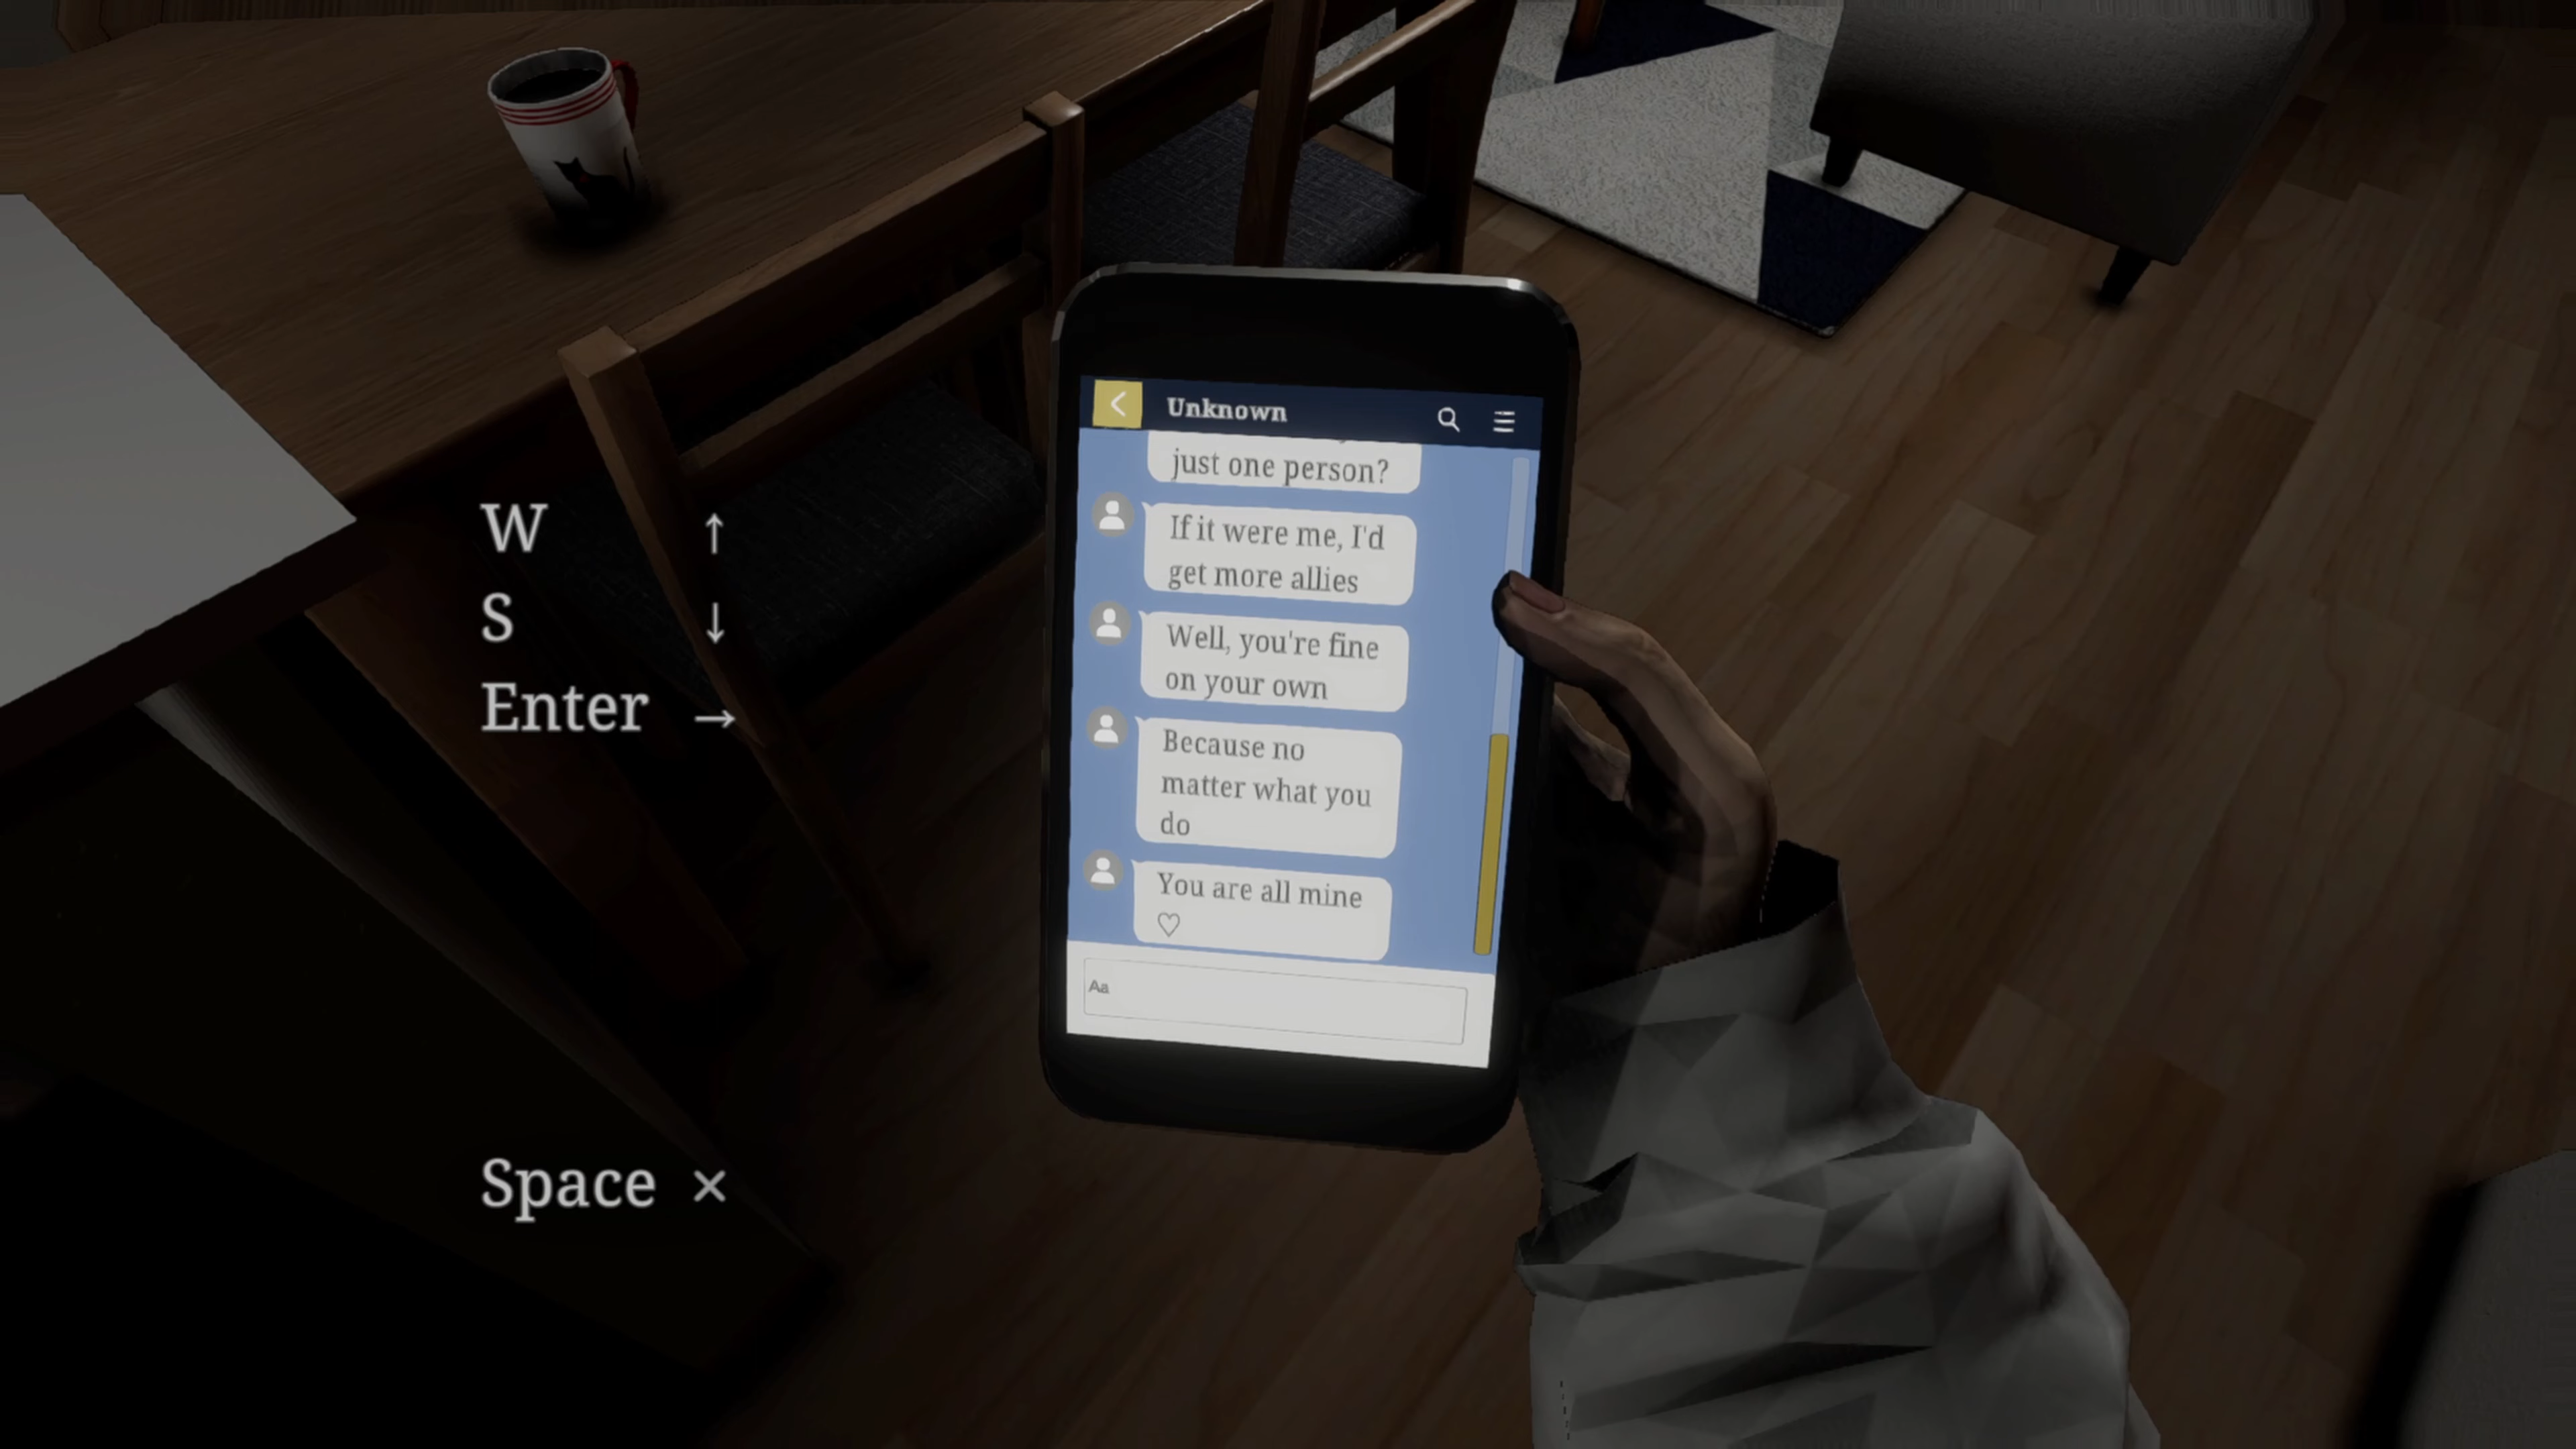 Unknown
just one person?
If it were me, I'd
get more allies
Well, you're fine
on your own
Because no
matter what you
do
You are all mine
♡
Aa
W ↑
S ↓
Enter →
Space ×